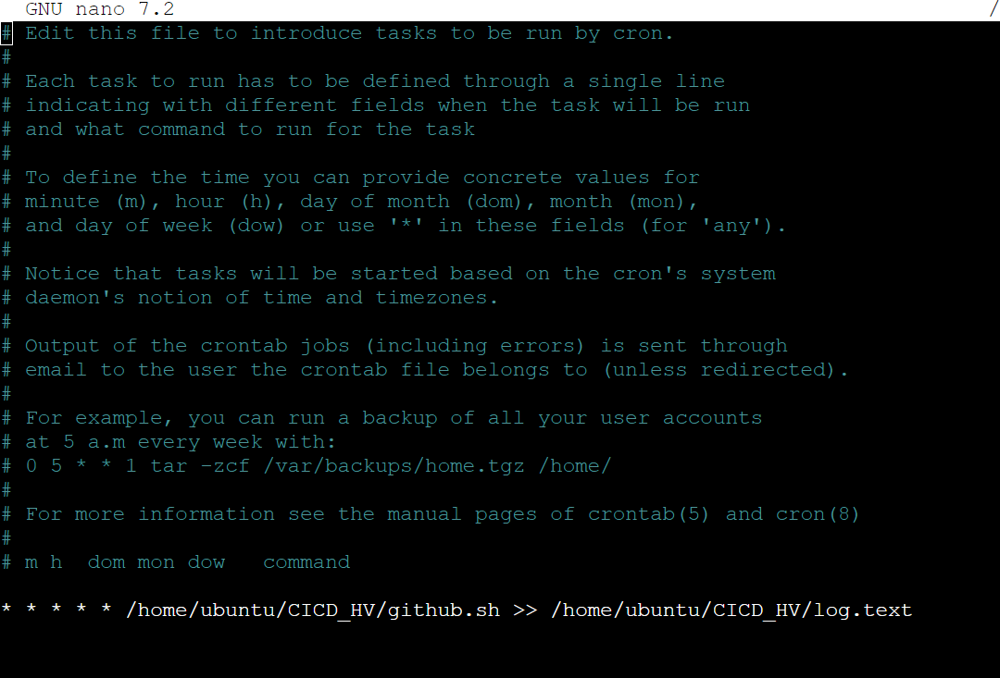 GNU nano 7.2 /
# Edit this file to introduce tasks to be run by cron.
#
# Each task to run has to be defined through a single line
# indicating with different fields when the task will be run
# and what command to run for the task
#
# To define the time you can provide concrete values for
# minute (m), hour (h), day of month (dom), month (mon),
# and day of week (dow) or use '*' in these fields (for 'any').
#
# Notice that tasks will be started based on the cron's system
# daemon's notion of time and timezones.
#
# Output of the crontab jobs (including errors) is sent through
# email to the user the crontab file belongs to (unless redirected).
#
# For example, you can run a backup of all your user accounts
# at 5 a.m every week with:
# 0 5 * * 1 tar -zcf /var/backups/home.tgz /home/
#
# For more information see the manual pages of crontab(5) and cron(8)
#
# m h  dom mon dow   command
* * * * * /home/ubuntu/CICD_HV/github.sh >> /home/ubuntu/CICD_HV/log.text